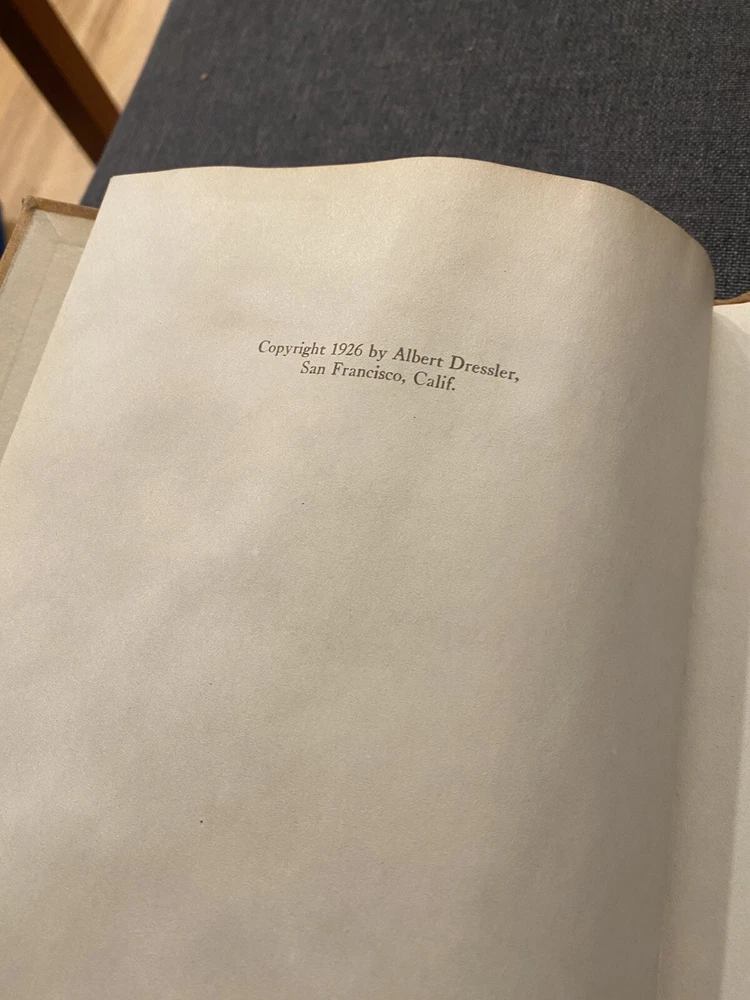 Copyright 1926 by Albert Dressler,
San Francisco, Calif.